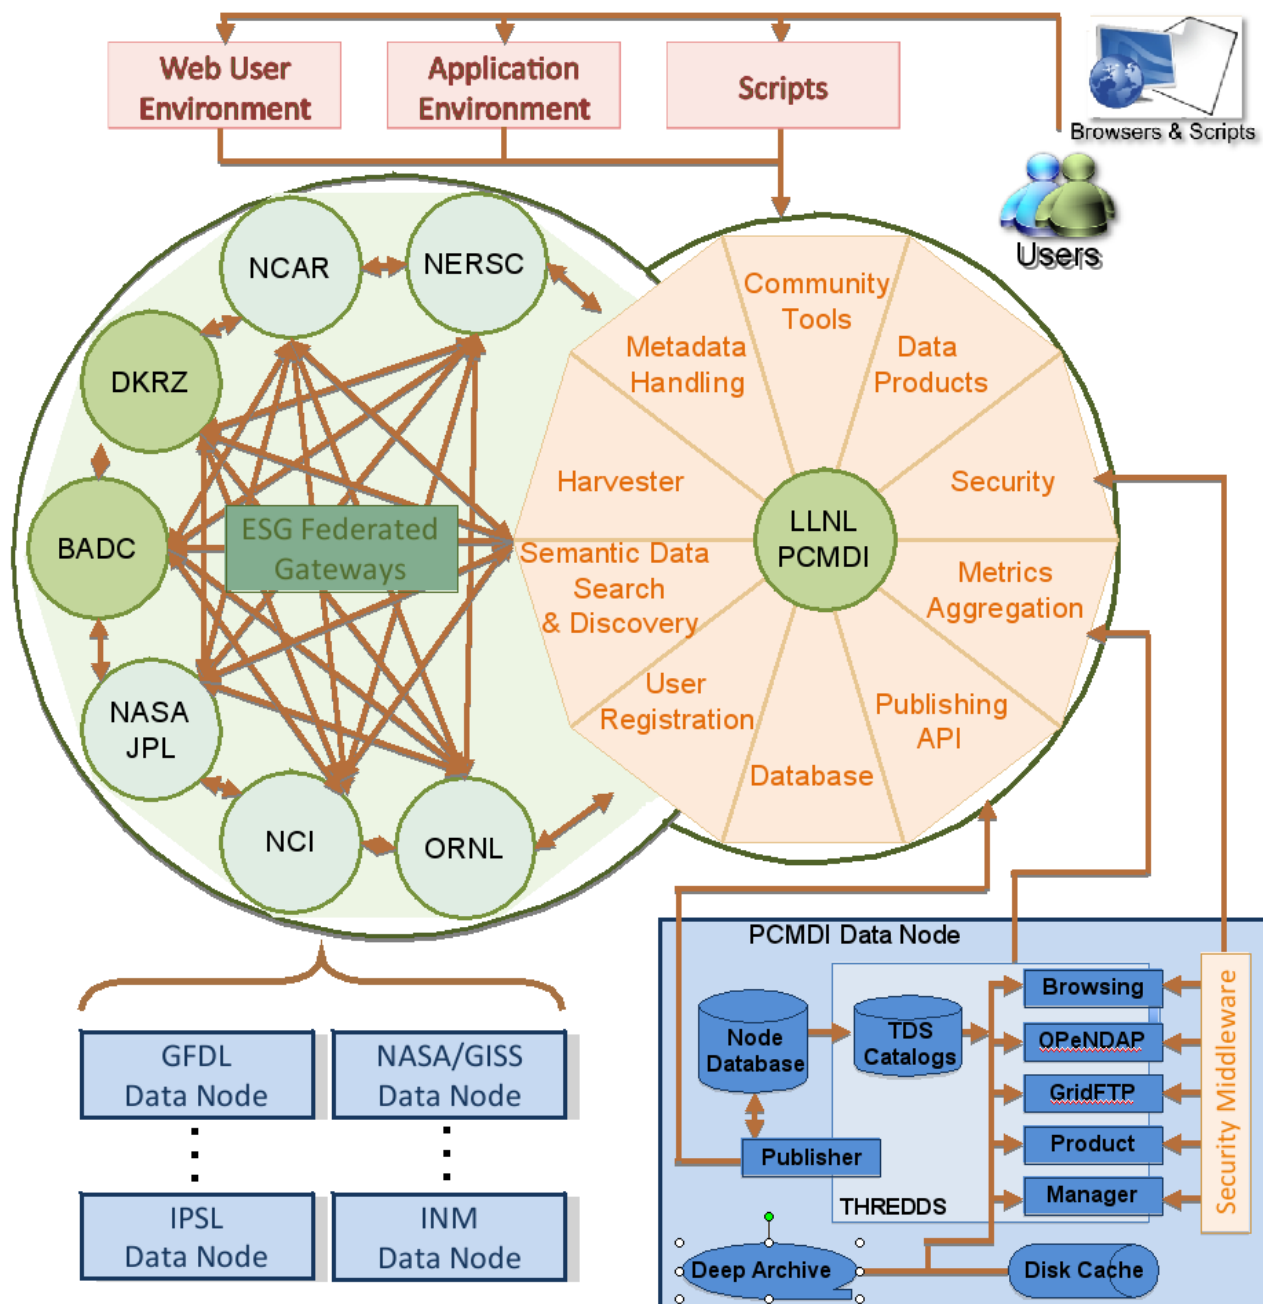 Web User
Environment
Application
Environment
Scripts
Browsers & Scripts
Users
NCAR
NERSC
DKRZ
BADC
NASA
JPL
NCI
ORNL
ESG Federated
Gateways
Community
Tools
Metadata
Handling
Data
Products
Harvester
Security
LLNL
PCMDI
Semantic Data
Search
& Discovery
Metrics
Aggregation
User
Registration
Publishing
API
Database
GFDL
Data Node
NASA/GISS
Data Node
IPSL
Data Node
INM
Data Node
PCMDI Data Node
Node
Database
TDS
Catalogs
Browsing
OPeNDAP
GridFTP
Product
Manager
Publisher
THREDDS
Security Middleware
Deep Archive
Disk Cache